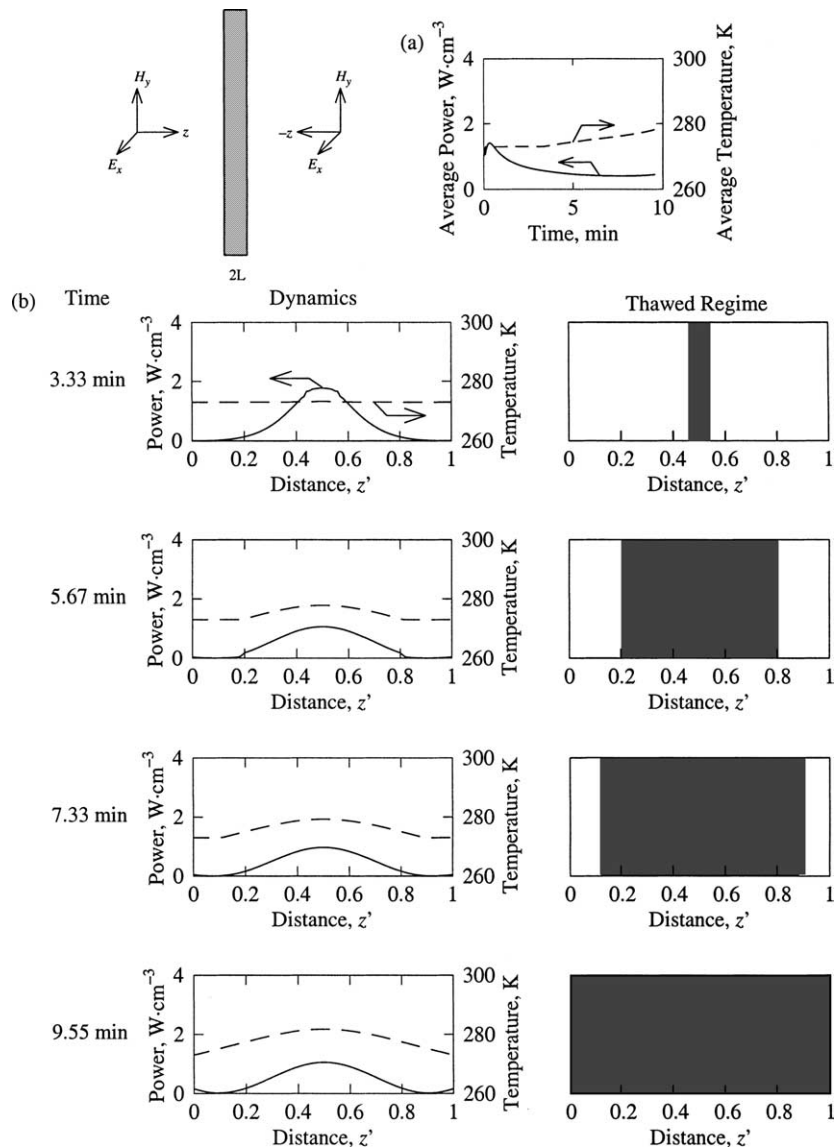 H_y
z
E_x
2L
H_y
-z
E_x
(a)
Average Power, W·cm⁻³
4
2
0
0 5 10
Time, min
300
280
260
Average Temperature, K
(b) Time Dynamics Thawed Regime
3.33 min
Power, W·cm⁻³
4
2
0
300
280
260
Temperature, K
0 0.2 0.4 0.6 0.8 1
Distance, z'
0 0.2 0.4 0.6 0.8 1
Distance, z'
5.67 min
Power, W·cm⁻³
4
2
0
300
280
260
Temperature, K
0 0.2 0.4 0.6 0.8 1
Distance, z'
0 0.2 0.4 0.6 0.8 1
Distance, z'
7.33 min
Power, W·cm⁻³
4
2
0
300
280
260
Temperature, K
0 0.2 0.4 0.6 0.8 1
Distance, z'
0 0.2 0.4 0.6 0.8 1
Distance, z'
9.55 min
Power, W·cm⁻³
4
2
0
300
280
260
Temperature, K
0 0.2 0.4 0.6 0.8 1
Distance, z'
0 0.2 0.4 0.6 0.8 1
Distance, z'